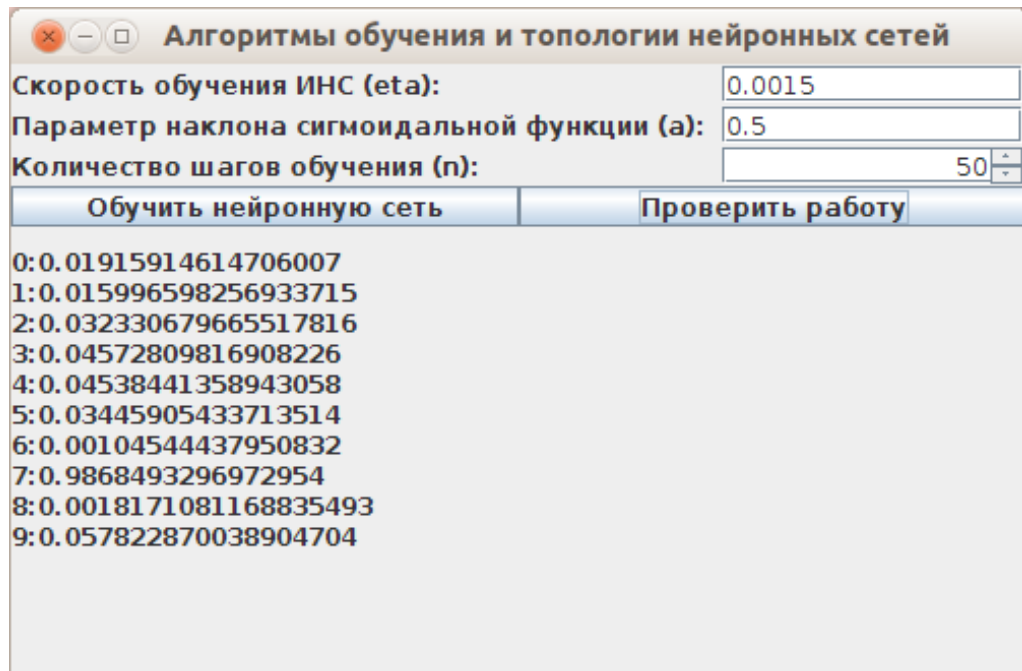 Алгоритмы обучения и топологии нейронных сетей
Скорость обучения ИНС (eta): 0.0015
Параметр наклона сигмоидальной функции (a): 0.5
Количество шагов обучения (n): 50
Обучить нейронную сеть Проверить работу
0:0.01915914614706007
1:0.015996598256933715
2:0.032330679665517816
3:0.04572809816908226
4:0.04538441358943058
5:0.03445905433713514
6:0.00104544437950832
7:0.9868493296972954
8:0.0018171081168835493
9:0.057822870038904704